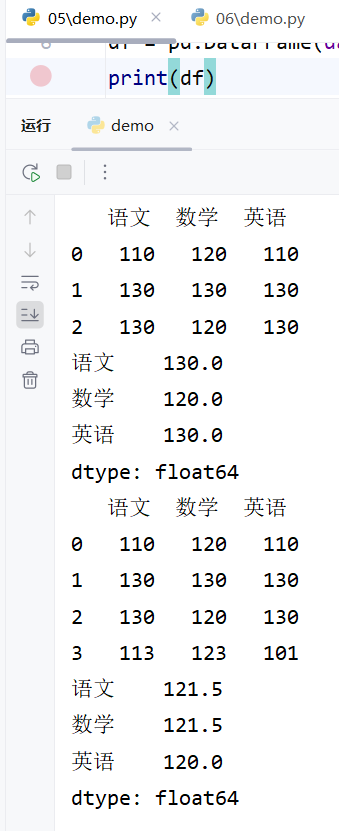 05\demo.py × 06\demo.py
print(df)
运行 demo ×
语文 数学 英语
0 110 120 110
1 130 130 130
2 130 120 130
语文 130.0
数学 120.0
英语 130.0
dtype: float64
语文 数学 英语
0 110 120 110
1 130 130 130
2 130 120 130
3 113 123 101
语文 121.5
数学 121.5
英语 120.0
dtype: float64